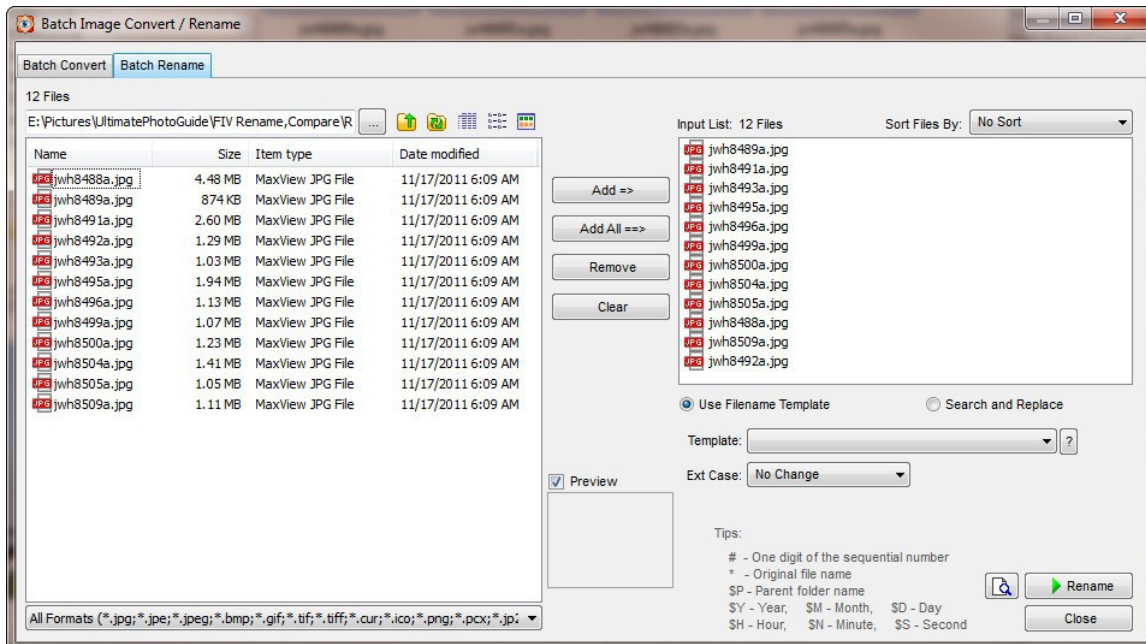 Batch Image Convert / Rename
Batch Convert Batch Rename
12 Files
E:\Pictures\UltimatePhotoGuide\FIV Rename,Compare\R ...
Name Size Item type Date modified
jwh8488a.jpg 4.48 MB MaxView JPG File 11/17/2011 6:09 AM
jwh8489a.jpg 874 KB MaxView JPG File 11/17/2011 6:09 AM
jwh8491a.jpg 2.60 MB MaxView JPG File 11/17/2011 6:09 AM
jwh8492a.jpg 1.29 MB MaxView JPG File 11/17/2011 6:09 AM
jwh8493a.jpg 1.03 MB MaxView JPG File 11/17/2011 6:09 AM
jwh8495a.jpg 1.94 MB MaxView JPG File 11/17/2011 6:09 AM
jwh8496a.jpg 1.13 MB MaxView JPG File 11/17/2011 6:09 AM
jwh8499a.jpg 1.07 MB MaxView JPG File 11/17/2011 6:09 AM
jwh8500a.jpg 1.23 MB MaxView JPG File 11/17/2011 6:09 AM
jwh8504a.jpg 1.41 MB MaxView JPG File 11/17/2011 6:09 AM
jwh8505a.jpg 1.05 MB MaxView JPG File 11/17/2011 6:09 AM
jwh8509a.jpg 1.11 MB MaxView JPG File 11/17/2011 6:09 AM
All Formats (*.jpg;*.jpe;*.jpeg;*.bmp;*.gif;*.tif;*.tiff;*.cur;*.ico;*.png;*.pcx;*.jp2
Add =>
Add All ==>
Remove
Clear
Preview
Input List: 12 Files Sort Files By: No Sort
JPG jwh8489a.jpg
JPG jwh8491a.jpg
JPG jwh8493a.jpg
JPG jwh8495a.jpg
JPG jwh8496a.jpg
JPG jwh8499a.jpg
JPG jwh8500a.jpg
JPG jwh8504a.jpg
JPG jwh8505a.jpg
JPG jwh8488a.jpg
JPG jwh8509a.jpg
JPG jwh8492a.jpg
Use Filename Template Search and Replace
Template: ?
Ext Case: No Change
Tips:
# - One digit of the sequential number
* - Original file name
$P - Parent folder name
$Y - Year, $M - Month, $D - Day
$H - Hour, $N - Minute, $S - Second
Rename
Close